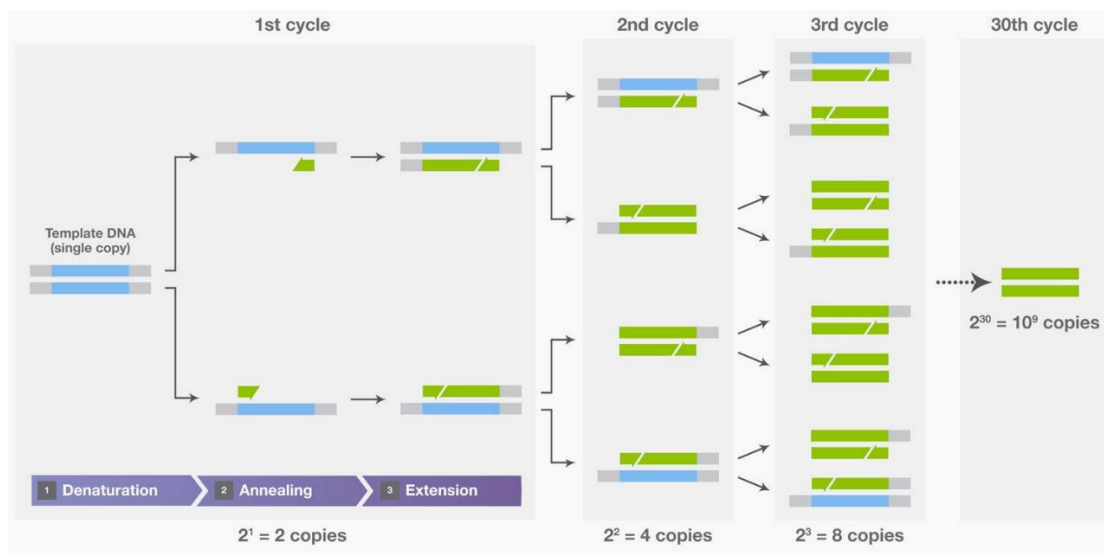 1st cycle
2nd cycle
3rd cycle
30th cycle
Template DNA
(single copy)
2³⁰ = 10⁹ copies
1 Denaturation
2 Annealing
3 Extension
2¹ = 2 copies
2² = 4 copies
2³ = 8 copies